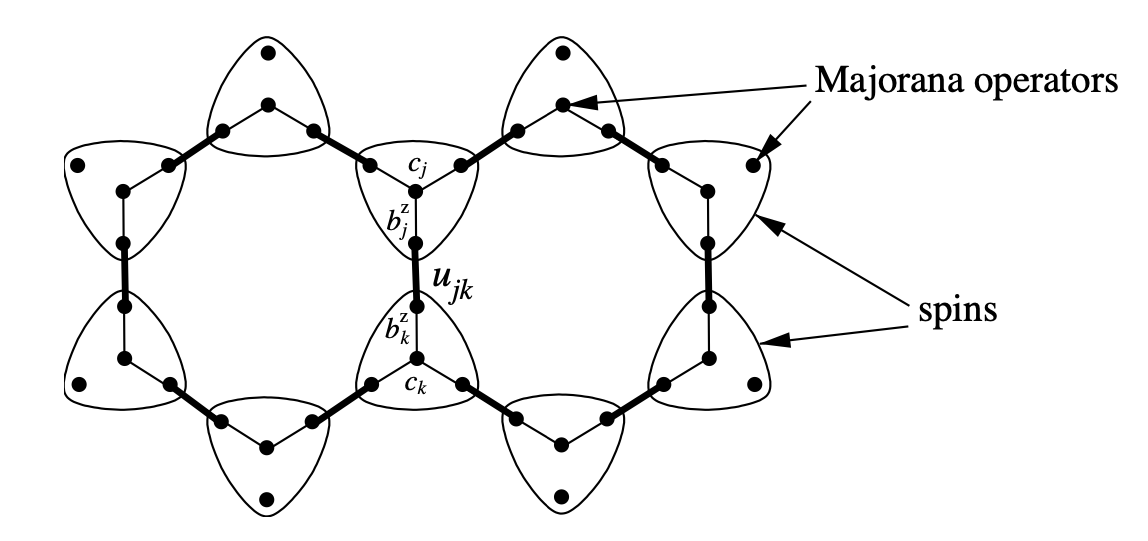 Majorana operators
c_j
b_j^z
u_jk
spins
b_k^z
c_k